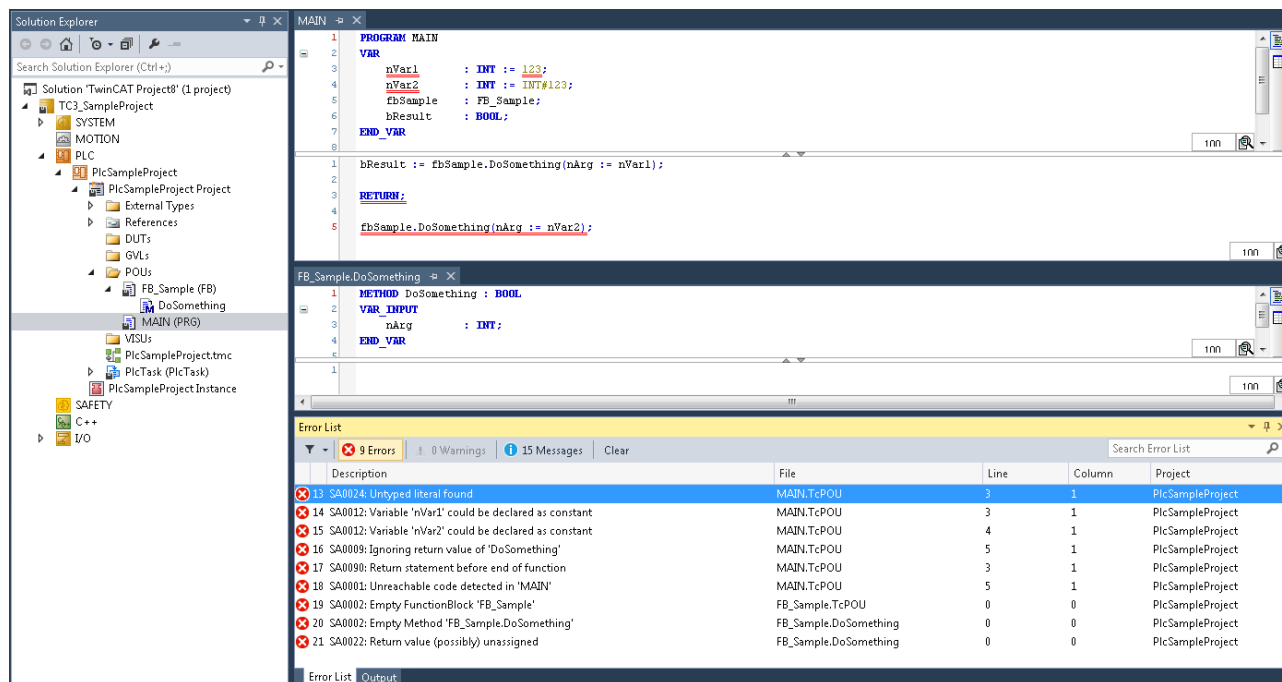 Solution Explorer
Search Solution Explorer (Ctrl+;)
Solution 'TwinCAT Project8' (1 project)
TC3_SampleProject
SYSTEM
MOTION
PLC
PlcSampleProject
PlcSampleProject Project
External Types
References
DUTs
GVLs
POUs
FB_Sample (FB)
DoSomething
MAIN (PRG)
VISUs
PlcSampleProject.tmc
PlcTask (PlcTask)
PlcSampleProject Instance
SAFETY
C++
I/O
MAIN
1 PROGRAM MAIN
2 VAR
3 nVar1 : INT := 123;
4 nVar2 : INT := INT#123;
5 fbSample : FB_Sample;
6 bResult : BOOL;
7 END_VAR
8
100
1 bResult := fbSample.DoSomething(nArg := nVar1);
2
3 RETURN;
4
5 fbSample.DoSomething(nArg := nVar2);
100
FB_Sample.DoSomething
1 METHOD DoSomething : BOOL
2 VAR_INPUT
3 nArg : INT;
4 END_VAR
5
100
1
100
Error List
9 Errors 0 Warnings 15 Messages Clear Search Error List
Description File Line Column Project
13 SA0024: Untyped literal found MAIN.TcPOU 3 1 PlcSampleProject
14 SA0012: Variable 'nVar1' could be declared as constant MAIN.TcPOU 3 1 PlcSampleProject
15 SA0012: Variable 'nVar2' could be declared as constant MAIN.TcPOU 4 1 PlcSampleProject
16 SA0009: Ignoring return value of 'DoSomething' MAIN.TcPOU 5 1 PlcSampleProject
17 SA0090: Return statement before end of function MAIN.TcPOU 3 1 PlcSampleProject
18 SA0001: Unreachable code detected in 'MAIN' MAIN.TcPOU 5 1 PlcSampleProject
19 SA0002: Empty FunctionBlock 'FB_Sample' FB_Sample.TcPOU 0 0 PlcSampleProject
20 SA0002: Empty Method 'FB_Sample.DoSomething' FB_Sample.DoSomething 0 0 PlcSampleProject
21 SA0022: Return value (possibly) unassigned FB_Sample.DoSomething 0 0 PlcSampleProject
Error List Output